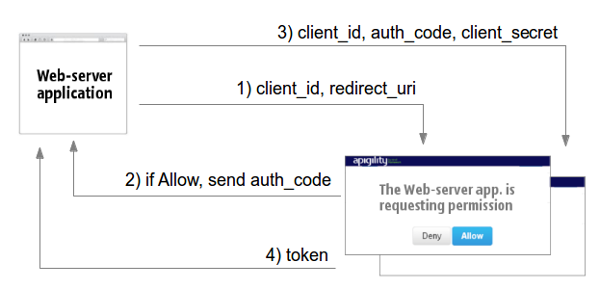 3) client_id, auth_code, client_secret
Web-server
application
1) client_id, redirect_uri
apigility
2) if Allow, send auth_code
The Web-server app. is
requesting permission
Deny
Allow
4) token